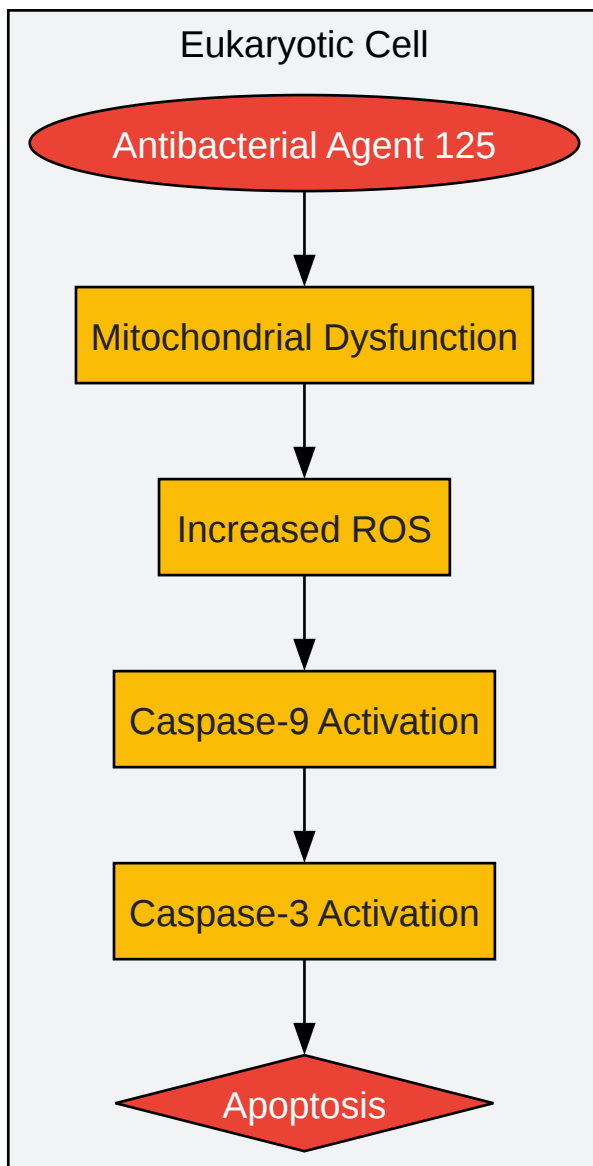 Eukaryotic Cell
Antibacterial Agent 125
Mitochondrial Dysfunction
Increased ROS
Caspase-9 Activation
Caspase-3 Activation
Apoptosis